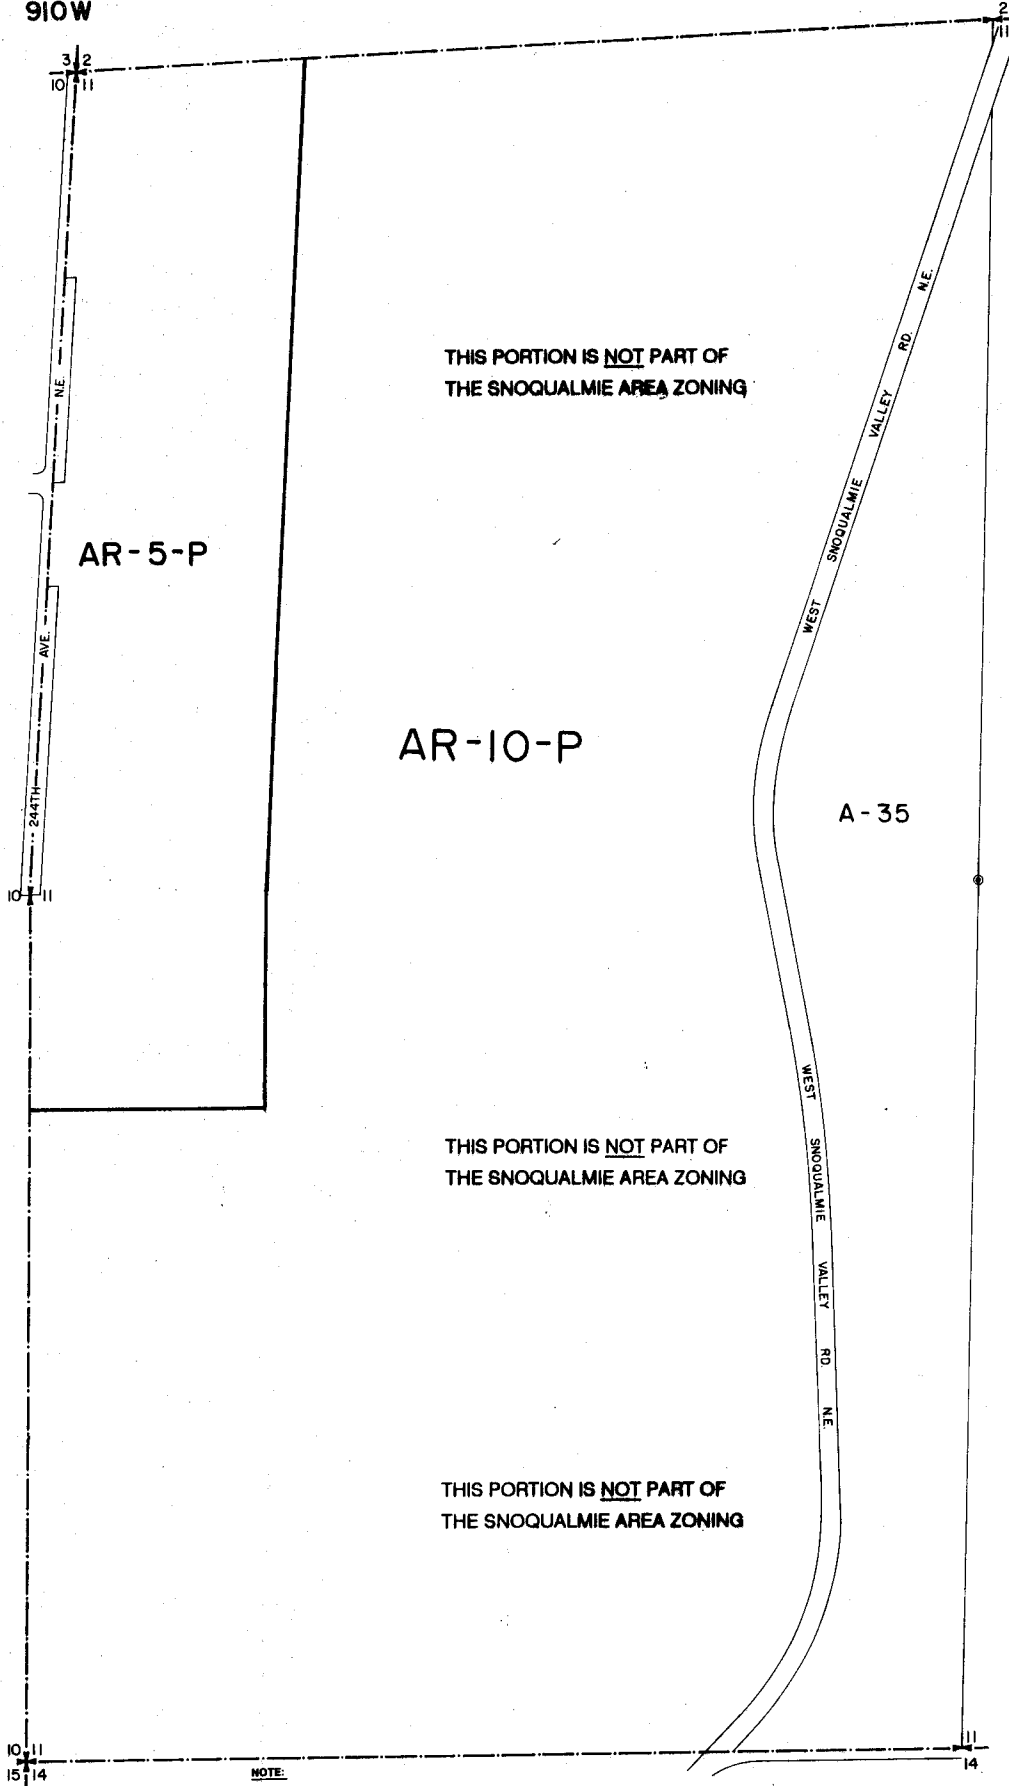 910W
2
11
3 2
10 11
N.E.
RD.
VALLEY
SNOQUALMIE
WEST
THIS PORTION IS NOT PART OF
THE SNOQUALMIE AREA ZONING
N.E.
AVE.
244TH
AR-5-P
AR-10-P
A-35
10 11
WEST
SNOQUALMIE
VALLEY
RD.
N.E.
THIS PORTION IS NOT PART OF
THE SNOQUALMIE AREA ZONING
THIS PORTION IS NOT PART OF
THE SNOQUALMIE AREA ZONING
10 11
15 14
11
14
NOTE: